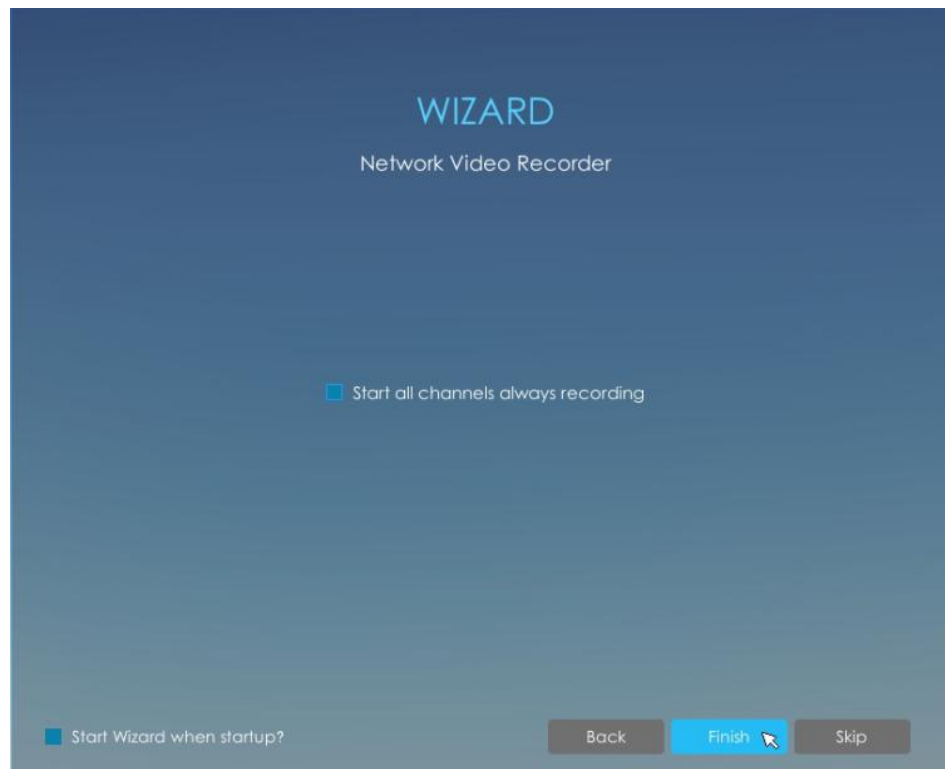 WIZARD
Network Video Recorder
Start all channels always recording
Start Wizard when startup?
Back
Finish
Skip